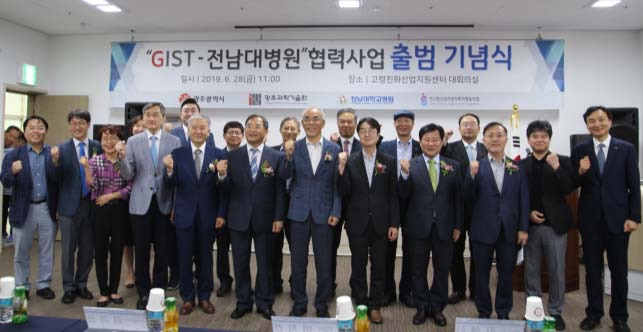 "GIST - 전남대병원"협력사업 출범 기념식
일시 | 2019. 6. 28(금) 11:00 장소 | 고령친화산업지원센터 대회의실
광주광역시 광주과학기술원 전남대학교병원